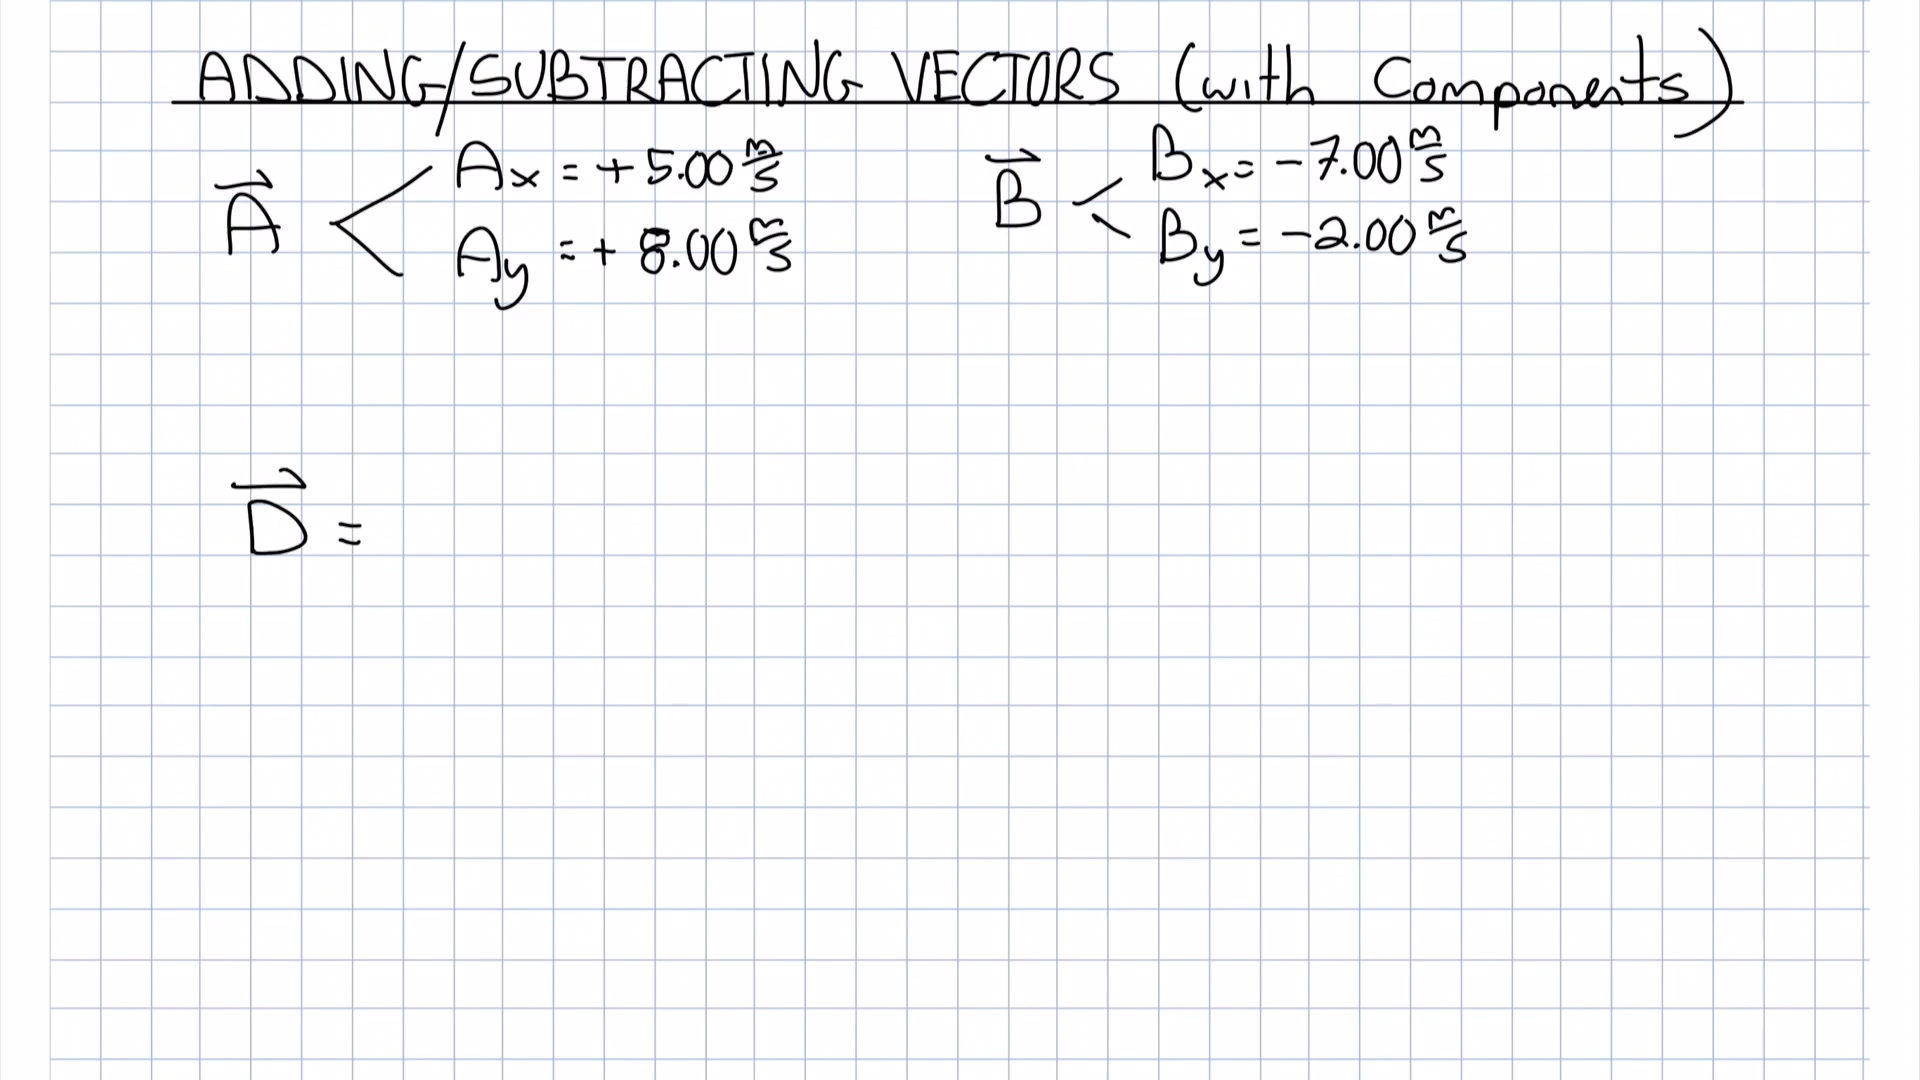 ADDING/SUBTRACTING VECTORS (with Components)
A⃗ < Ax = +5.00 m/s
Ay = + 8.00 m/s
B⃗ < Bx = -7.00 m/s
By = -2.00 m/s
D⃗ =